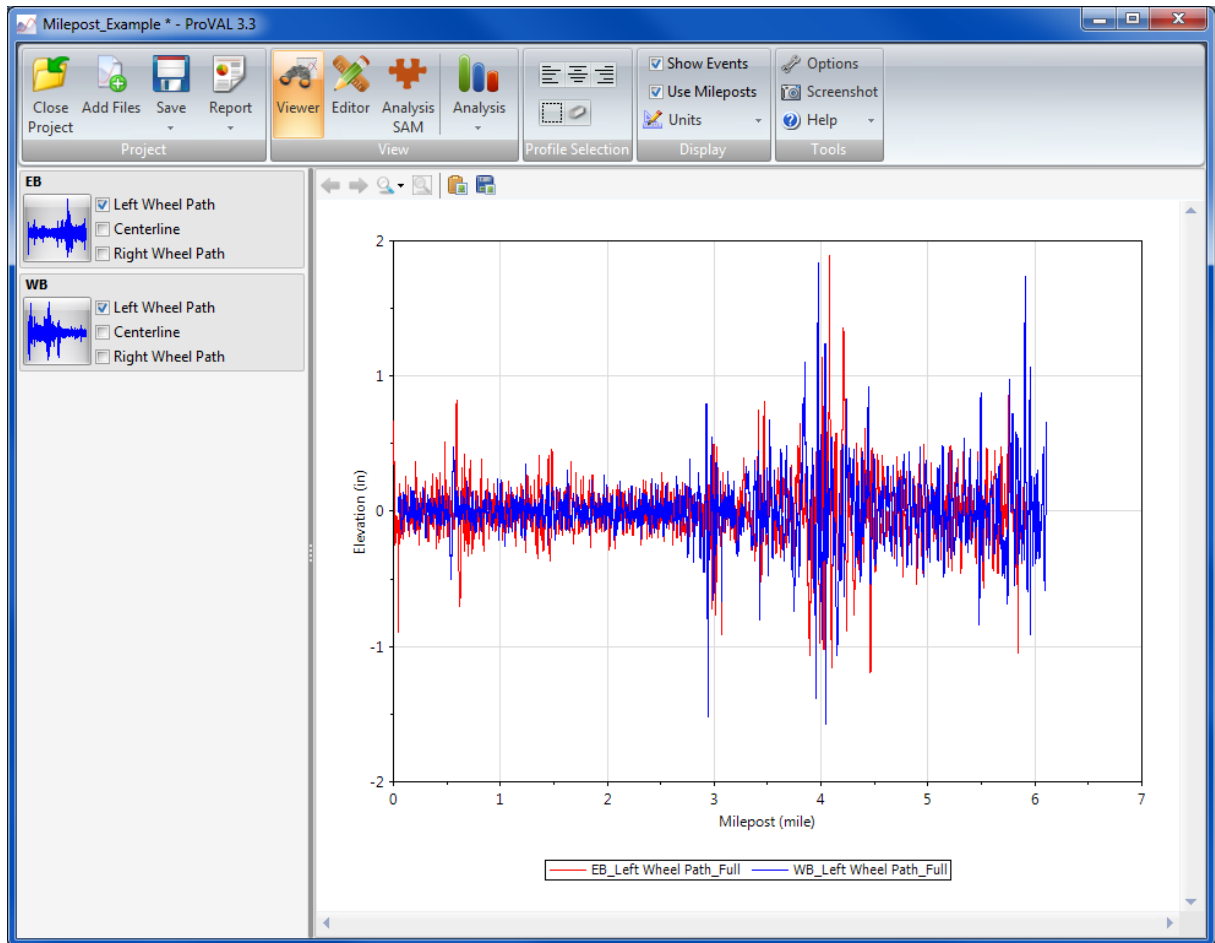 Milepost_Example * - ProVAL 3.3
Close Project
Add Files
Save
Report
Project
Viewer
Editor
Analysis SAM
Analysis
View
Profile Selection
Show Events
Use Mileposts
Units
Display
Options
Screenshot
Help
Tools
EB
Left Wheel Path
Centerline
Right Wheel Path
WB
Left Wheel Path
Centerline
Right Wheel Path
2
1
0
-1
-2
Elevation (in)
0 1 2 3 4 5 6 7
Milepost (mile)
EB_Left Wheel Path_Full WB_Left Wheel Path_Full